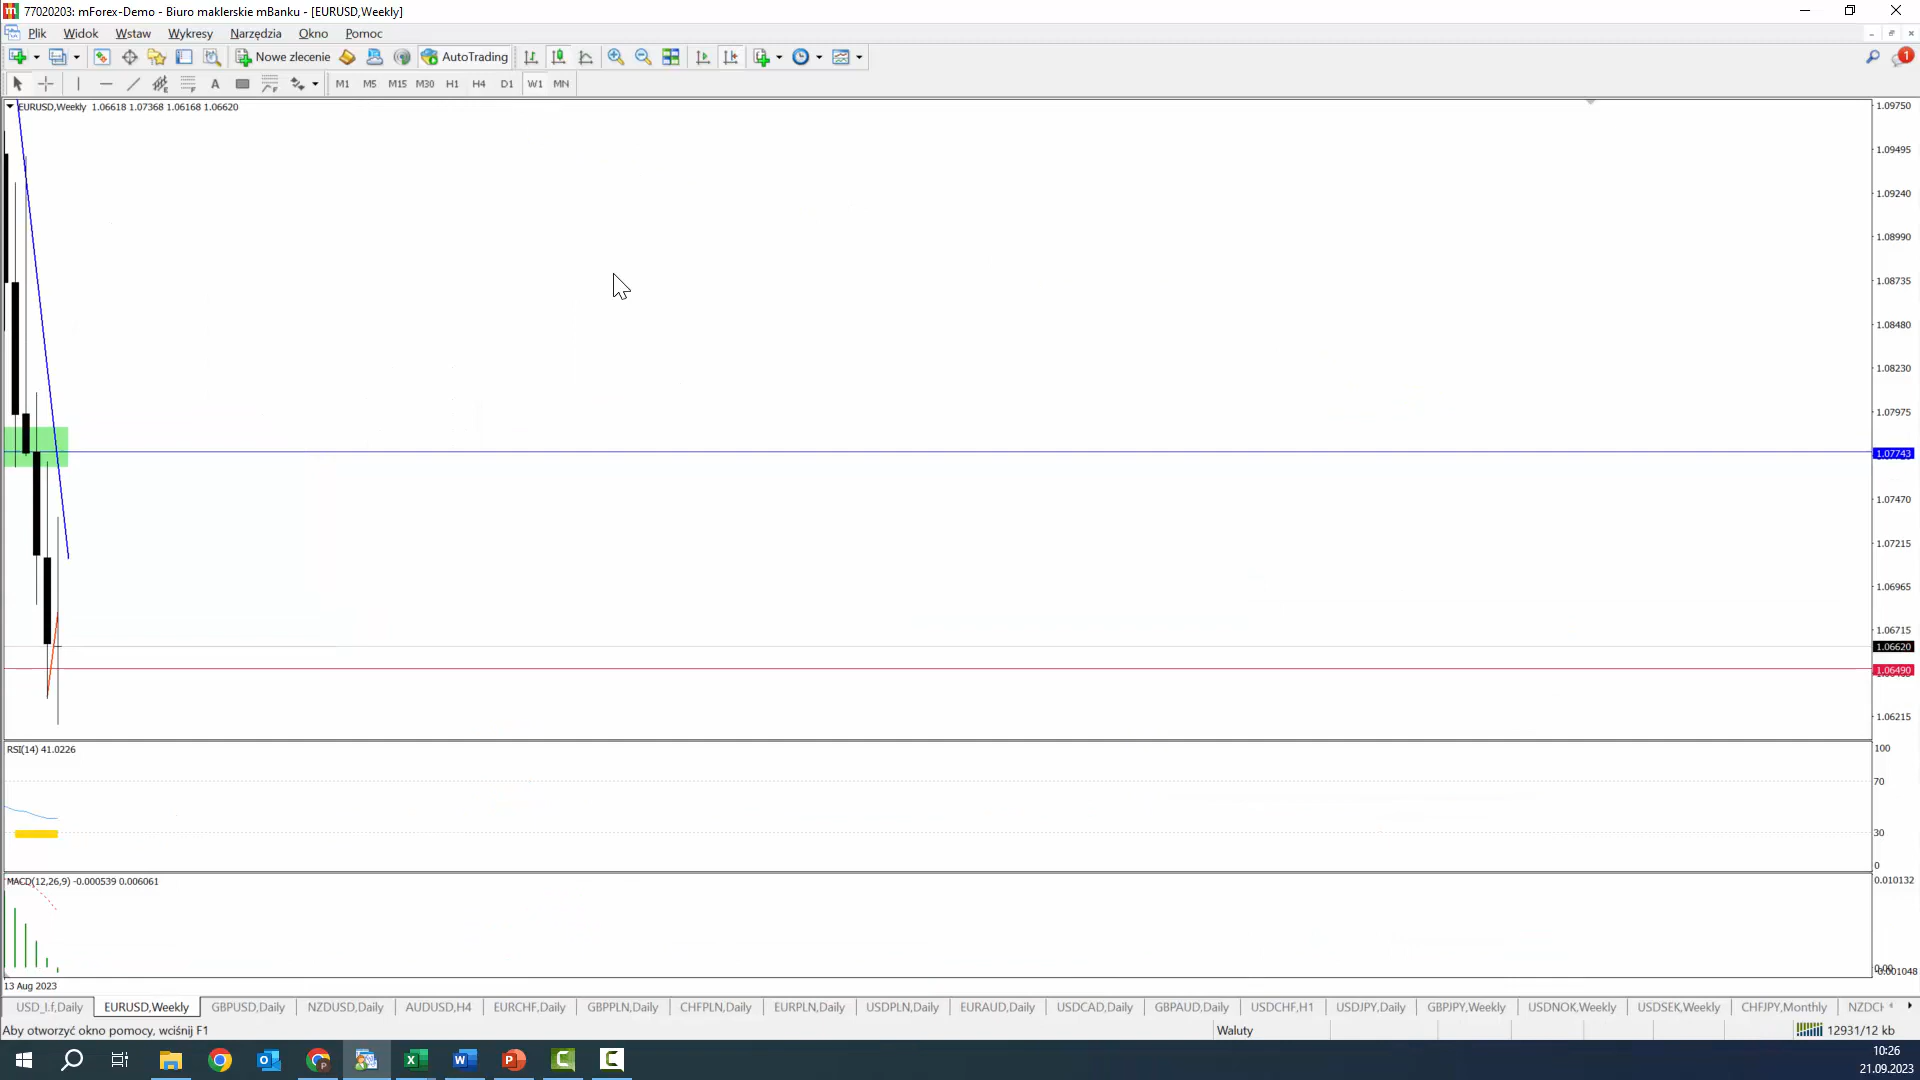 77020203: mForex-Demo - Biuro maklerskie mBanku - [EURUSD,Weekly]
Plik Widok Wstaw Wykresy Narzędzia Okno Pomoc
Nowe zlecenie AutoTrading 1
A M1 M5 M15 M30 H1 H4 D1 W1 MN
EURUSD,Weekly 1.06618 1.07368 1.06168 1.06620
1.09750
1.09495
1.09240
1.08990
1.08735
1.08480
1.08230
1.07975
1.07743
1.07470
1.07215
1.06965
1.06715
1.06620
1.06490
1.06215
RSI(14) 41.0226
100
70
30
0
MACD(12,26,9) -0.000539 0.006061
0.010132
0.00
-0.001048
13 Aug 2023
USD_I.f,Daily EURUSD,Weekly GBPUSD,Daily NZDUSD,Daily AUDUSD,H4 EURCHF,Daily GBPPLN,Daily CHFPLN,Daily EURPLN,Daily USDPLN,Daily EURAUD,Daily USDCAD,Daily GBPAUD,Daily USDCHF,H1 USDJPY,Daily GBPJPY,Weekly USDNOK,Weekly USDSEK,Weekly CHFJPY,Monthly NZDCH
Aby otworzyć okno pomocy, wciśnij F1 Waluty 12931/12 kb
10:26
21.09.2023